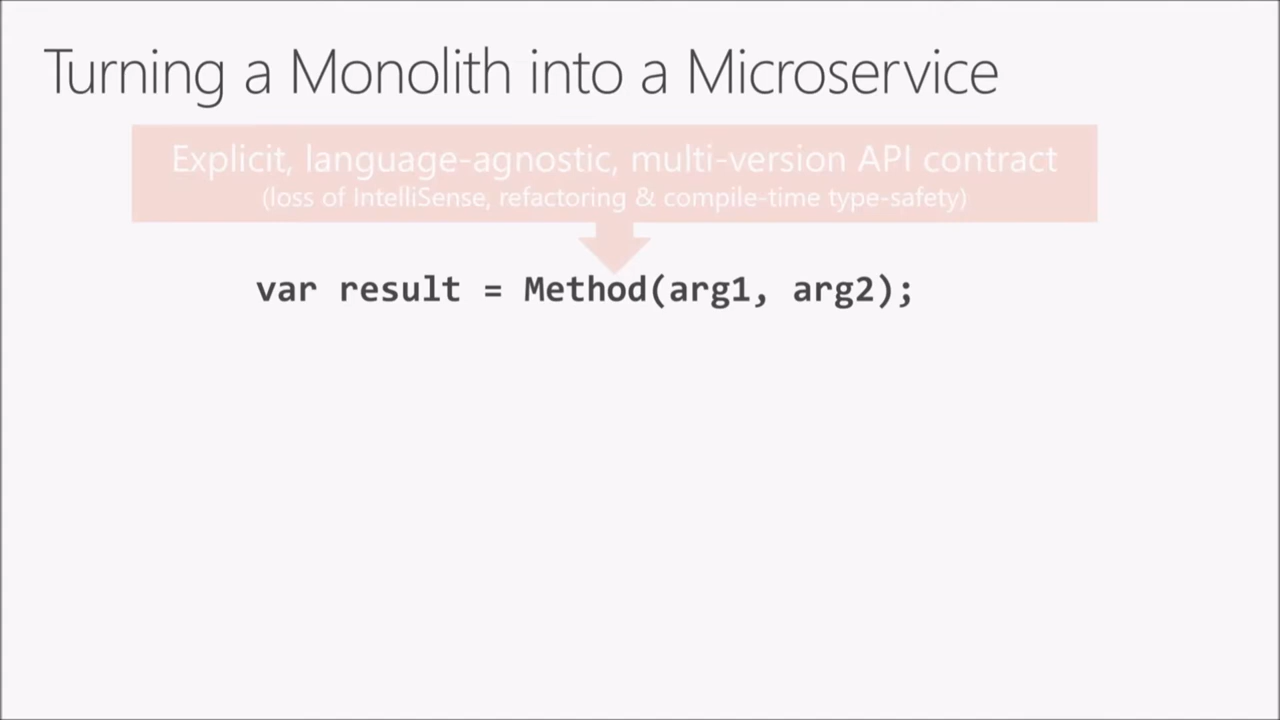 Turning a Monolith into a Microservice
Explicit, language-agnostic, multi-version API contract
(loss of IntelliSense, refactoring & compile-time type-safety)
var result = Method(arg1, arg2);